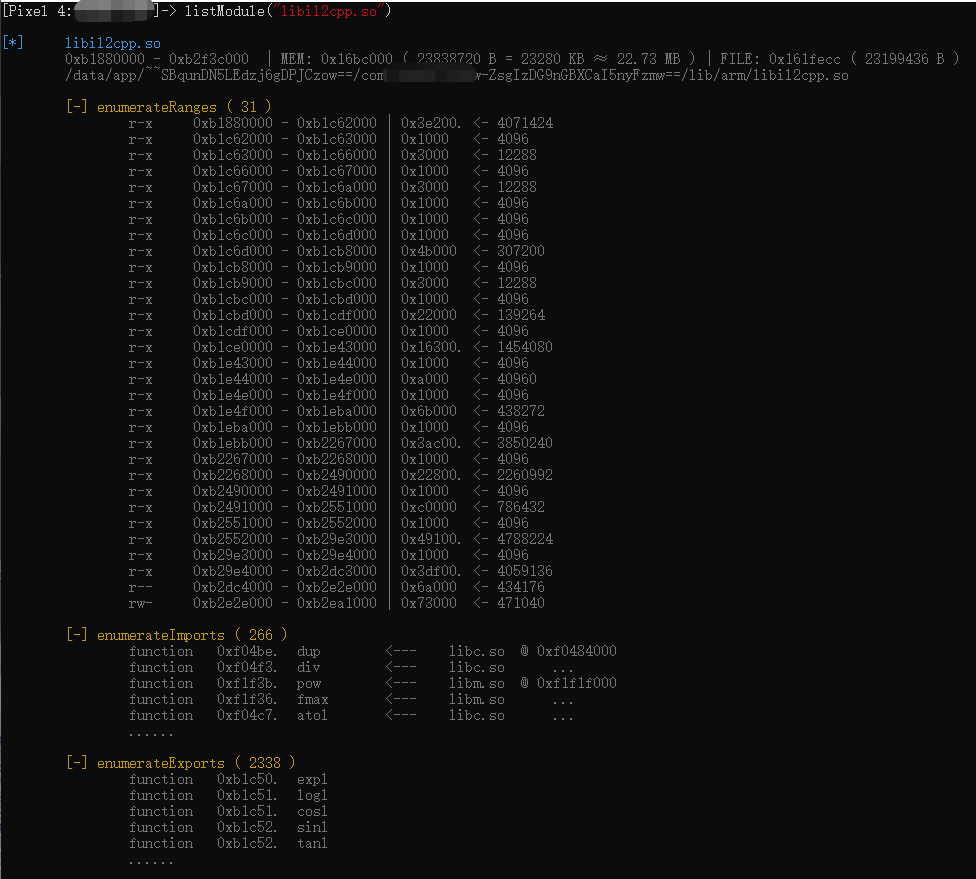 [Pixel 4: ]-> listModule("libil2cpp.so")
[*] libil2cpp.so
0xb1880000 - 0xb2f3c000 | MEM: 0x16bc000 ( 23838720 B = 23280 KB ≈ 22.73 MB ) | FILE: 0x161fecc ( 23199436 B )
/data/app/~~SBqunDN5LEdzj6gDPJCzow==/com w-ZsgIzDG9nGBXCaI5nyFzmw==/lib/arm/libil2cpp.so
[-] enumerateRanges ( 31 )
r-x 0xb1880000 - 0xb1c62000 | 0x3e200. <- 4071424
r-x 0xb1c62000 - 0xb1c63000 | 0x1000 <- 4096
r-x 0xb1c63000 - 0xb1c66000 | 0x3000 <- 12288
r-x 0xb1c66000 - 0xb1c67000 | 0x1000 <- 4096
r-x 0xb1c67000 - 0xb1c6a000 | 0x3000 <- 12288
r-x 0xb1c6a000 - 0xb1c6b000 | 0x1000 <- 4096
r-x 0xb1c6b000 - 0xb1c6c000 | 0x1000 <- 4096
r-x 0xb1c6c000 - 0xb1c6d000 | 0x1000 <- 4096
r-x 0xb1c6d000 - 0xb1cb8000 | 0x4b000 <- 307200
r-x 0xb1cb8000 - 0xb1cb9000 | 0x1000 <- 4096
r-x 0xb1cb9000 - 0xb1cbc000 | 0x3000 <- 12288
r-x 0xb1cbc000 - 0xb1cbd000 | 0x1000 <- 4096
r-x 0xb1cbd000 - 0xb1cdf000 | 0x22000 <- 139264
r-x 0xb1cdf000 - 0xb1ce0000 | 0x1000 <- 4096
r-x 0xb1ce0000 - 0xb1e43000 | 0x16300. <- 1454080
r-x 0xb1e43000 - 0xb1e44000 | 0x1000 <- 4096
r-x 0xb1e44000 - 0xb1e4e000 | 0xa000 <- 40960
r-x 0xb1e4e000 - 0xb1e4f000 | 0x1000 <- 4096
r-x 0xb1e4f000 - 0xb1eba000 | 0x6b000 <- 438272
r-x 0xb1eba000 - 0xb1ebb000 | 0x1000 <- 4096
r-x 0xb1ebb000 - 0xb2267000 | 0x3ac00. <- 3850240
r-x 0xb2267000 - 0xb2268000 | 0x1000 <- 4096
r-x 0xb2268000 - 0xb2490000 | 0x22800. <- 2260992
r-x 0xb2490000 - 0xb2491000 | 0x1000 <- 4096
r-x 0xb2491000 - 0xb2551000 | 0xc0000 <- 786432
r-x 0xb2551000 - 0xb2552000 | 0x1000 <- 4096
r-x 0xb2552000 - 0xb29e3000 | 0x49100. <- 4788224
r-x 0xb29e3000 - 0xb29e4000 | 0x1000 <- 4096
r-x 0xb29e4000 - 0xb2dc3000 | 0x3df00. <- 4059136
r-- 0xb2dc4000 - 0xb2e2e000 | 0x6a000 <- 434176
rw- 0xb2e2e000 - 0xb2ea1000 | 0x73000 <- 471040
[-] enumerateImports ( 266 )
function 0xf04be. dup <--- libc.so @ 0xf0484000
function 0xf04f3. div <--- libc.so ...
function 0xf1f3b. pow <--- libm.so @ 0xf1f1f000
function 0xf1f36. fmax <--- libm.so ...
function 0xf04c7. atol <--- libc.so ...
......
[-] enumerateExports ( 2338 )
function 0xb1c50. expl
function 0xb1c51. logl
function 0xb1c51. cosl
function 0xb1c52. sinl
function 0xb1c52. tanl
......